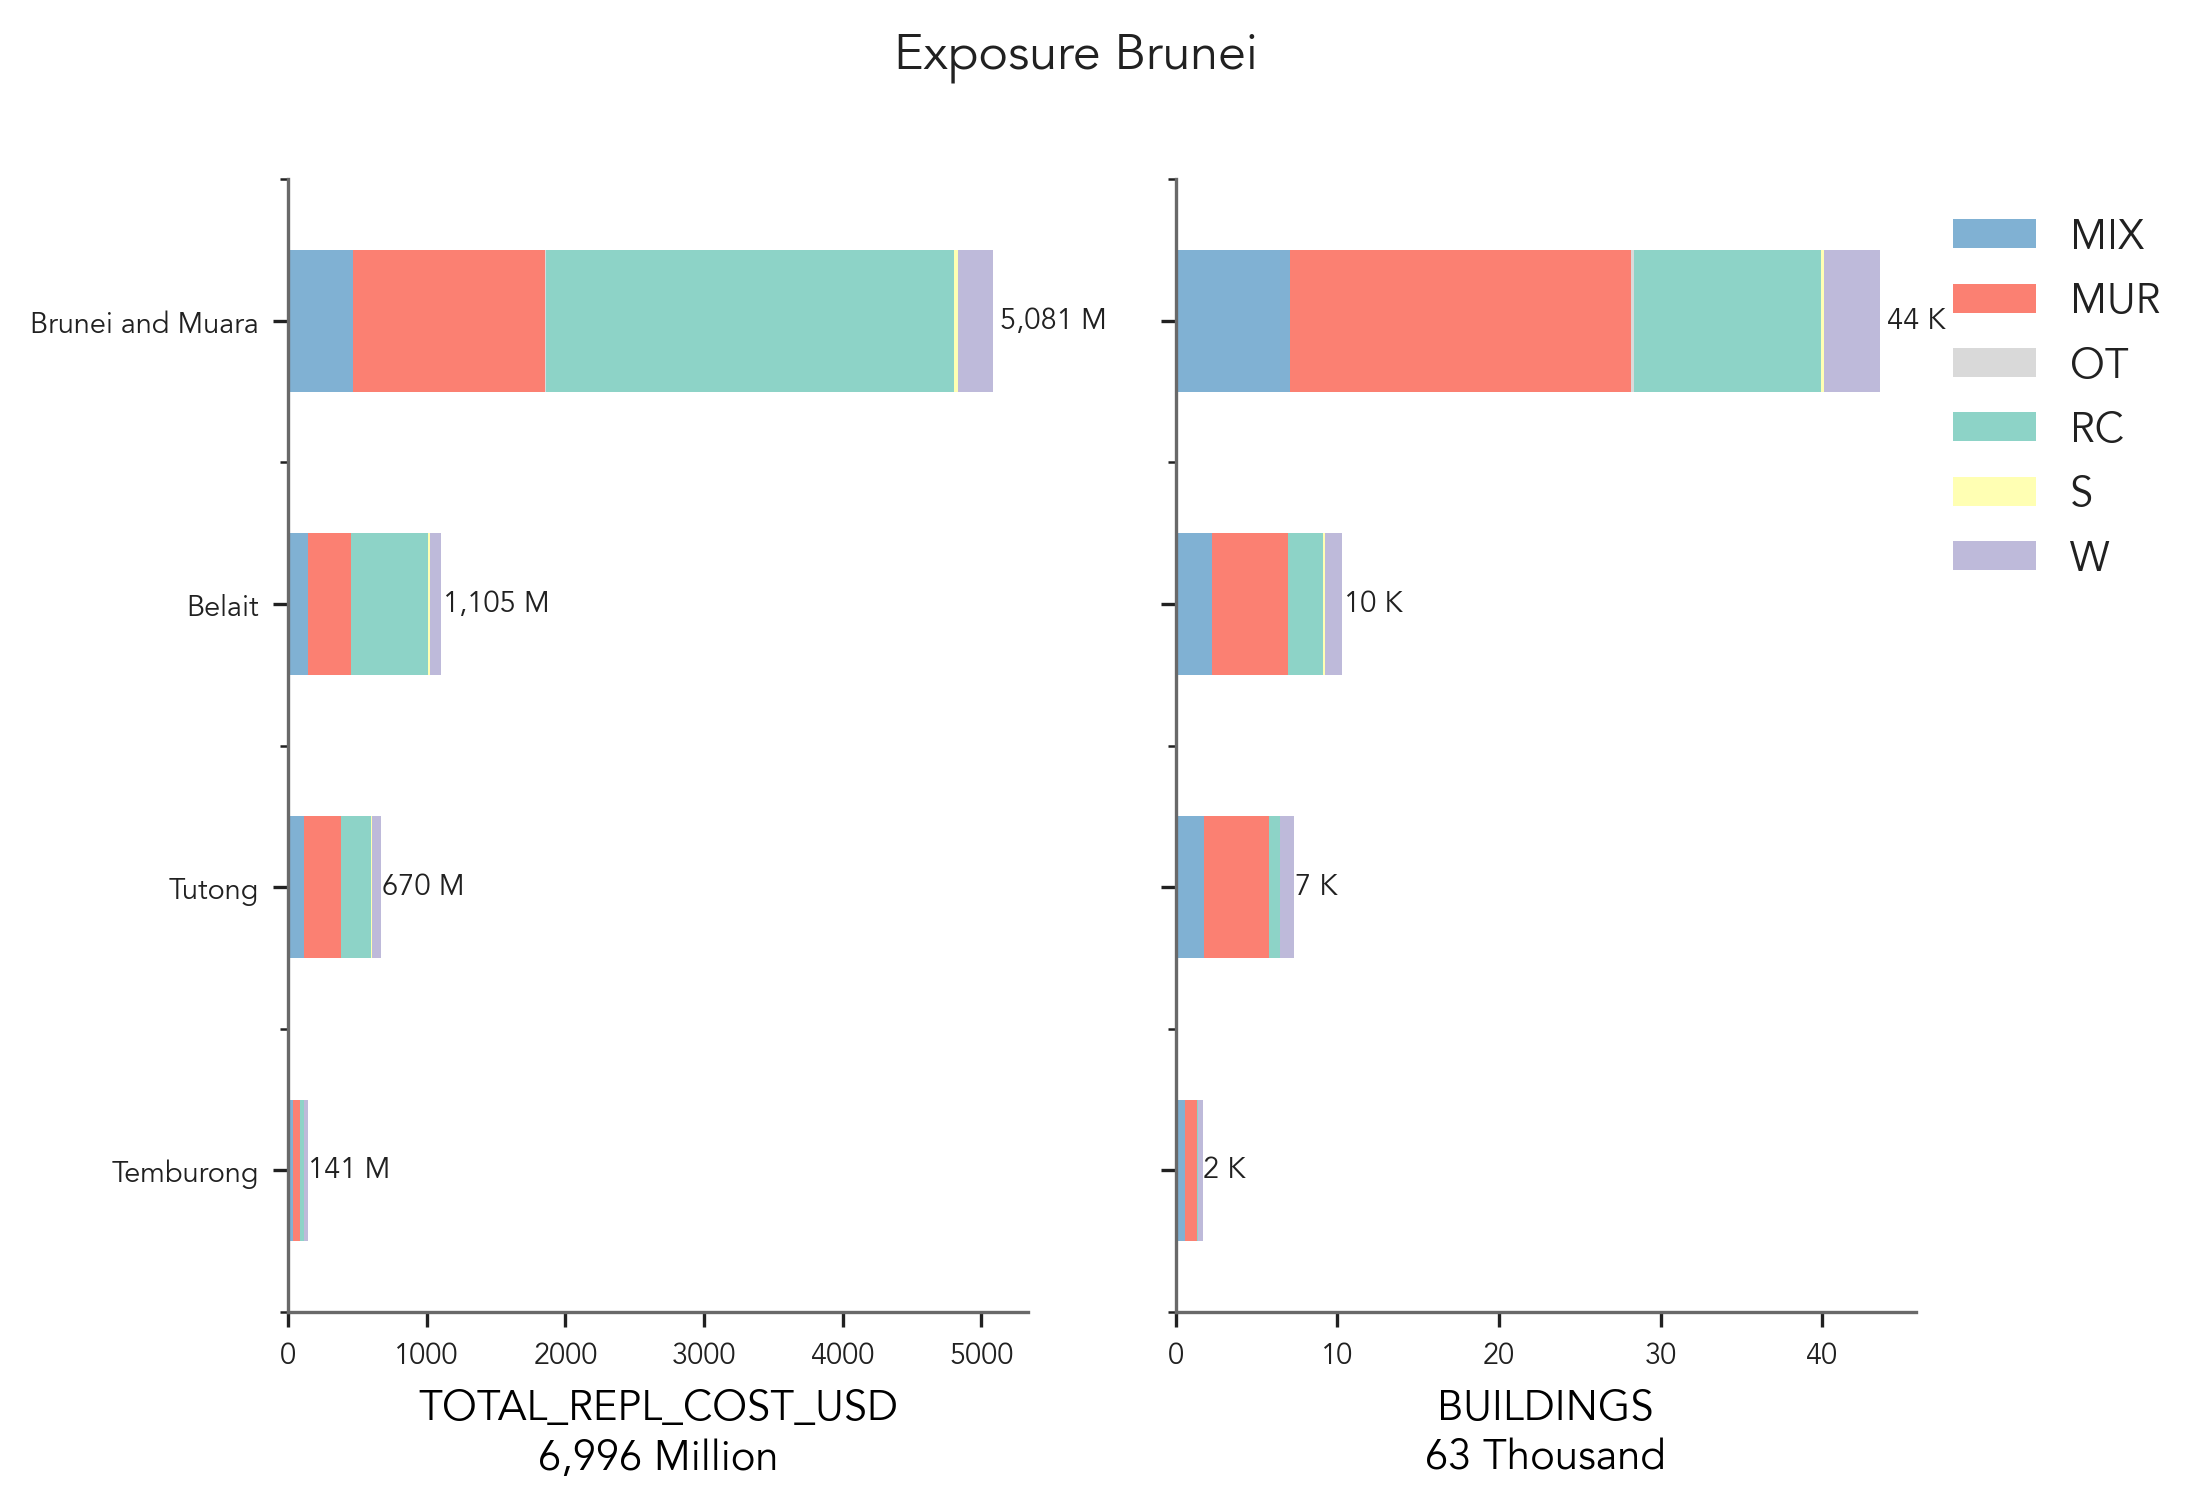 Exposure Brunei
Brunei and Muara
Belait
Tutong
Temburong
5,081 M
1,105 M
670 M
141 M
0 1000 2000 3000 4000 5000
TOTAL_REPL_COST_USD
6,996 Million
44 K
10 K
7 K
2 K
0 10 20 30 40
BUILDINGS
63 Thousand
MIX
MUR
OT
RC
S
W